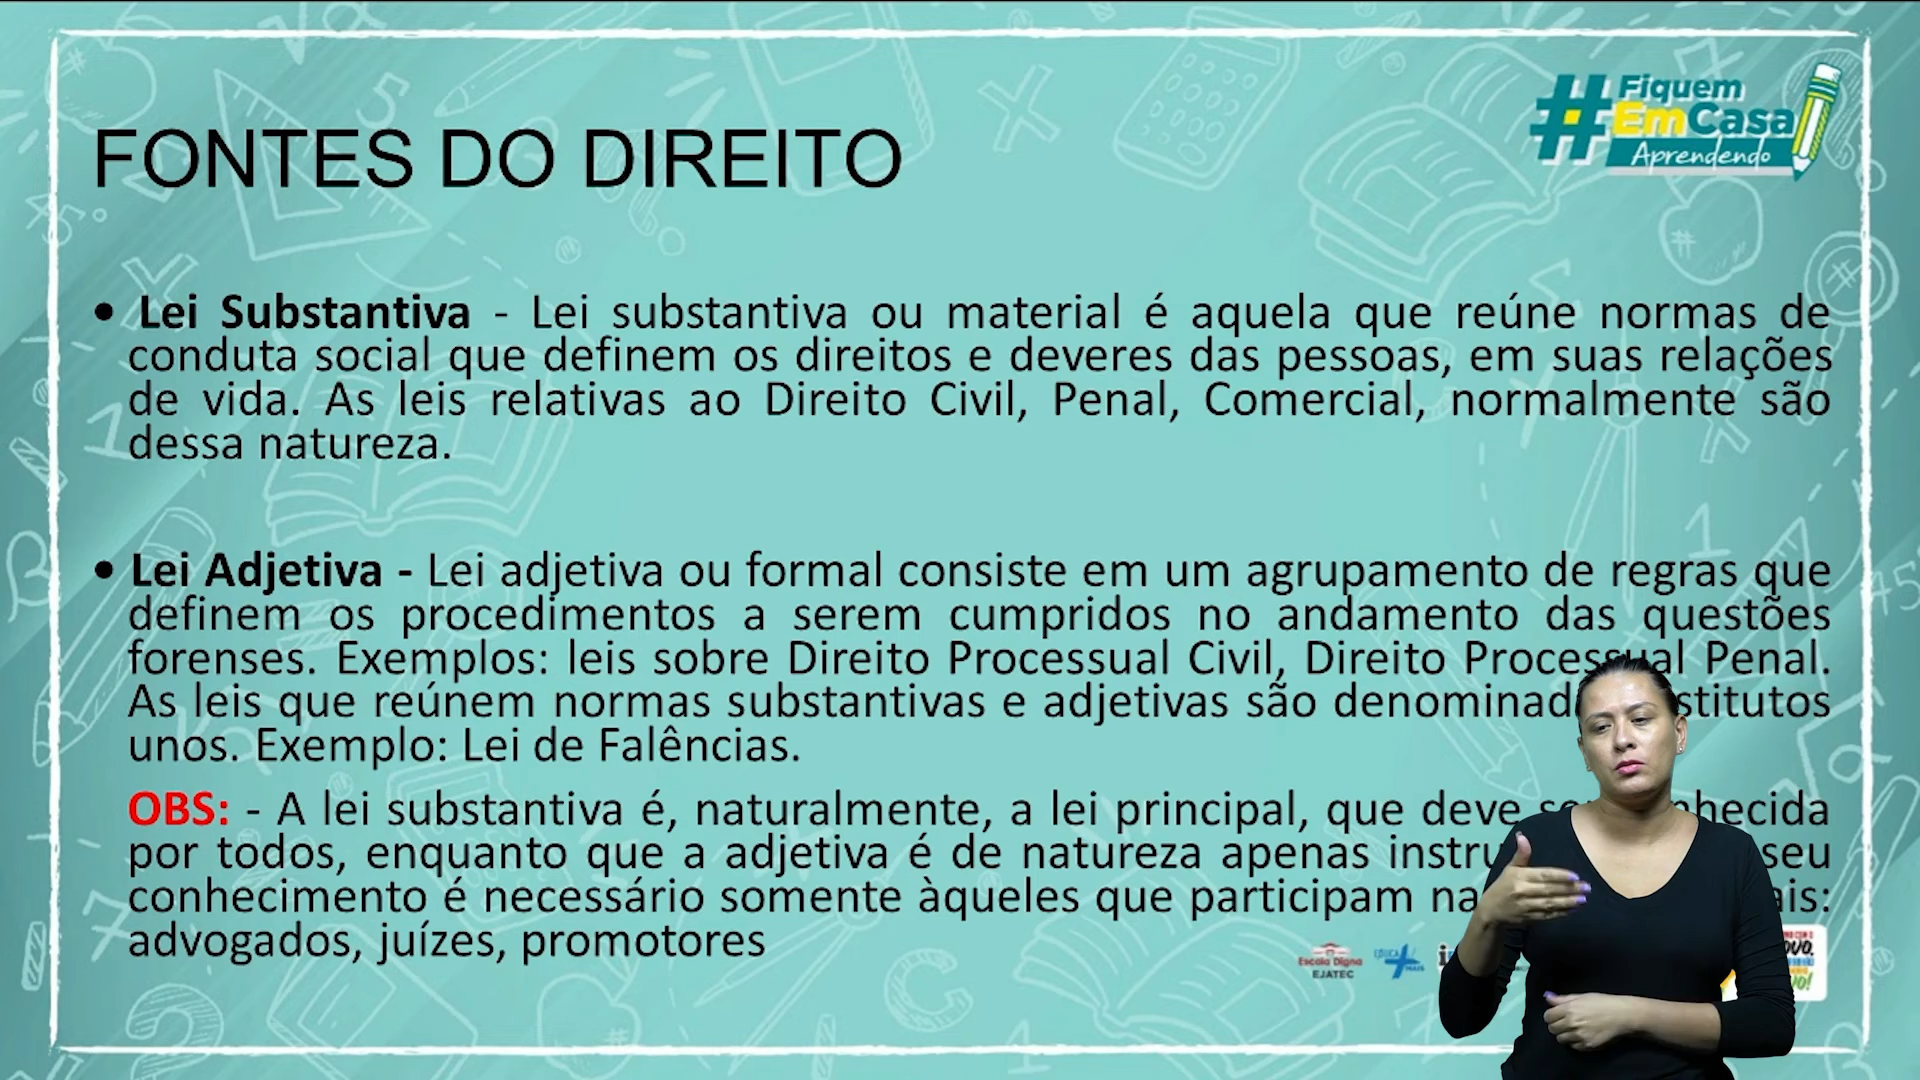 #Fiquem
EmCasa
Aprendendo
FONTES DO DIREITO
• Lei Substantiva - Lei substantiva ou material é aquela que reúne normas de
conduta social que definem os direitos e deveres das pessoas, em suas relações
de vida. As leis relativas ao Direito Civil, Penal, Comercial, normalmente são
dessa natureza.
• Lei Adjetiva - Lei adjetiva ou formal consiste em um agrupamento de regras que
definem os procedimentos a serem cumpridos no andamento das questões
forenses. Exemplos: leis sobre Direito Processual Civil, Direito Processual Penal.
As leis que reúnem normas substantivas e adjetivas são
unos. Exemplo: Lei de Falências.
OBS: - A lei substantiva é, naturalmente, a lei principal, que deve
por todos, enquanto que a adjetiva é de natureza apenas seu
conhecimento é necessário somente àqueles que participam
advogados, juízes, promotores
Escola Digna
EJATEC